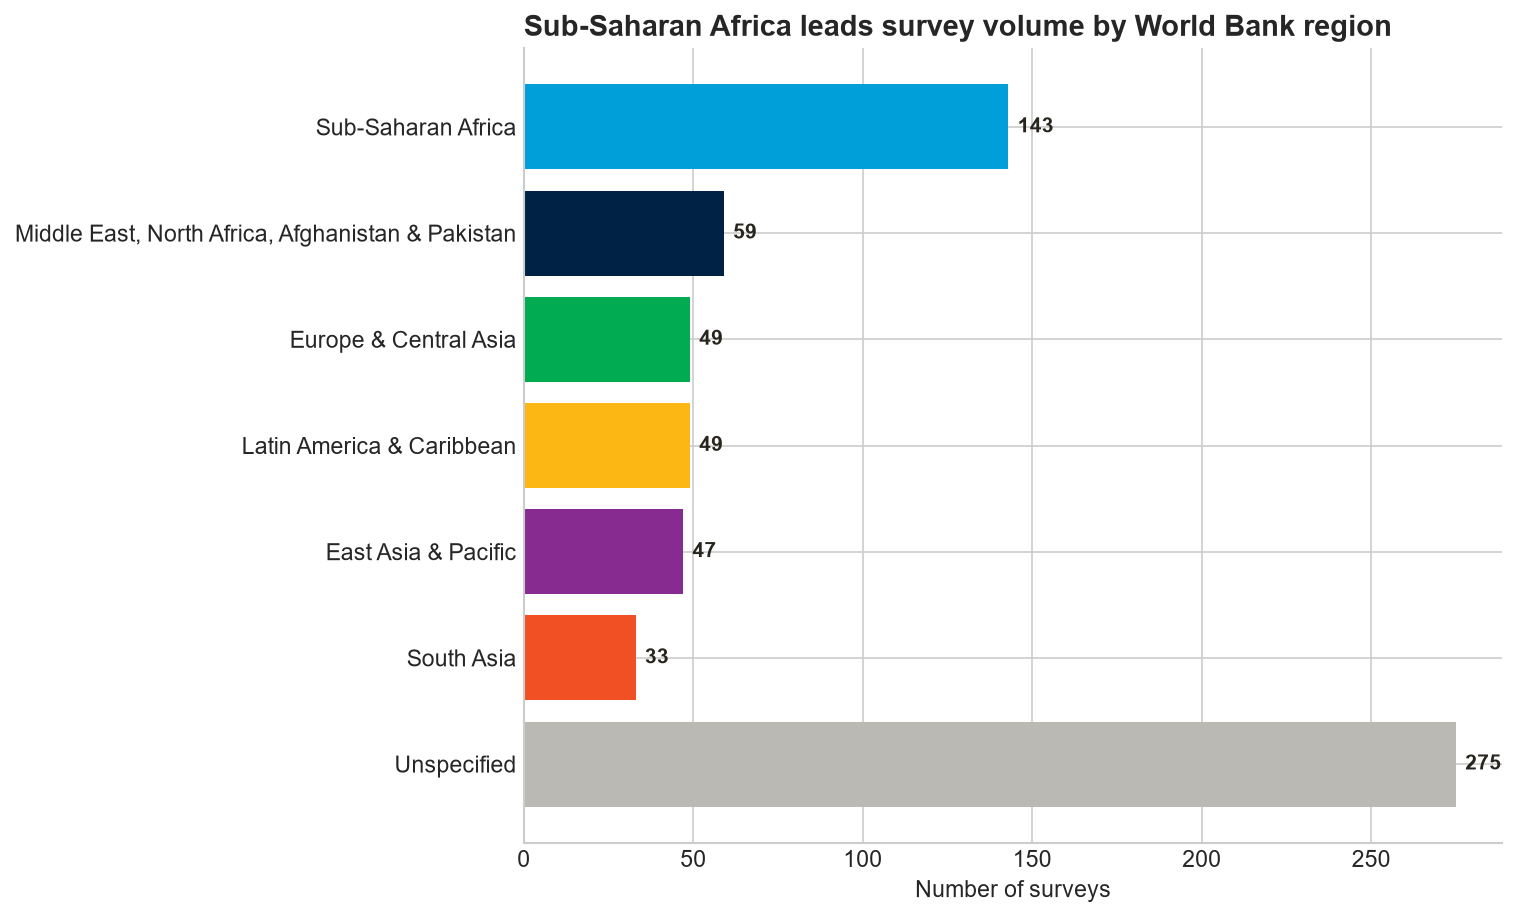 Sub-Saharan Africa leads survey volume by World Bank region
Sub-Saharan Africa 143
Middle East, North Africa, Afghanistan & Pakistan 59
Europe & Central Asia 49
Latin America & Caribbean 49
East Asia & Pacific 47
South Asia 33
Unspecified 275
0 50 100 150 200 250
Number of surveys